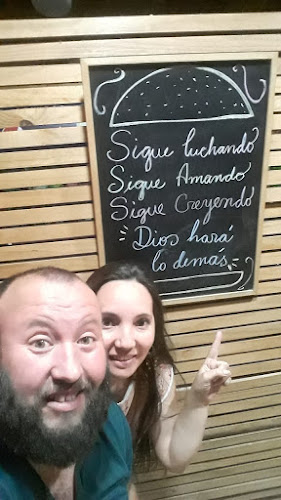 Sigue luchando
Sigue Amando
Sigue Creyendo
"Dios hará
lo demás"